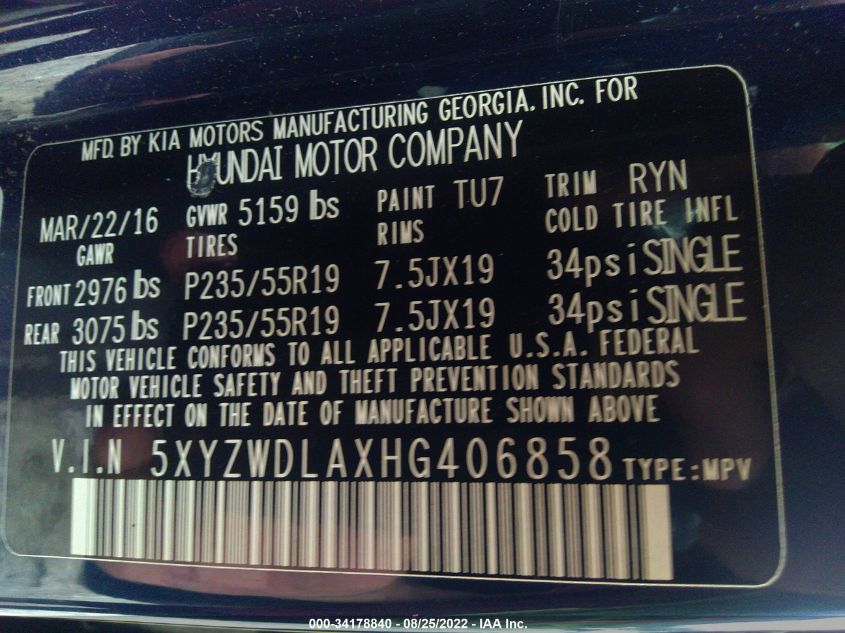 MFD. BY KIA MOTORS MANUFACTURING GEORGIA, INC. FOR
HYUNDAI MOTOR COMPANY
MAR/22/16 GVWR 5159 lbs PAINT TU7 TRIM RYN
GAWR TIRES RIMS COLD TIRE INFL
FRONT 2976 lbs P235/55R19 7.5JX19 34psi SINGLE
REAR 3075 lbs P235/55R19 7.5JX19 34psi SINGLE
THIS VEHICLE CONFORMS TO ALL APPLICABLE U.S.A. FEDERAL
MOTOR VEHICLE SAFETY AND THEFT PREVENTION STANDARDS
IN EFFECT ON THE DATE OF MANUFACTURE SHOWN ABOVE
V.I.N 5XYZWDLAXHG406858 TYPE:MPV
000-34178840 - 08/25/2022 - IAA Inc.